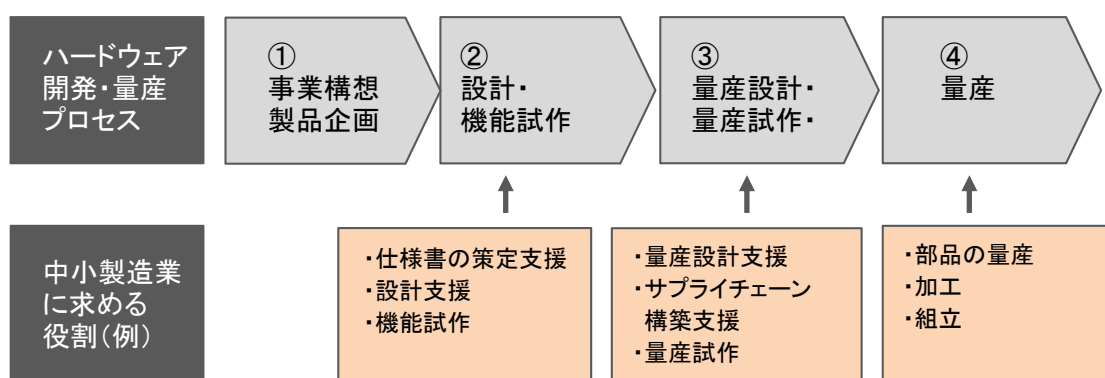 ハードウェア
開発・量産
プロセス
①
事業構想
製品企画
②
設計・
機能試作
③
量産設計・
量産試作・
④
量産
中小製造業
に求める
役割(例)
・仕様書の策定支援
・設計支援
・機能試作
・量産設計支援
・サプライチェーン
構築支援
・量産試作
・部品の量産
・加工
・組立